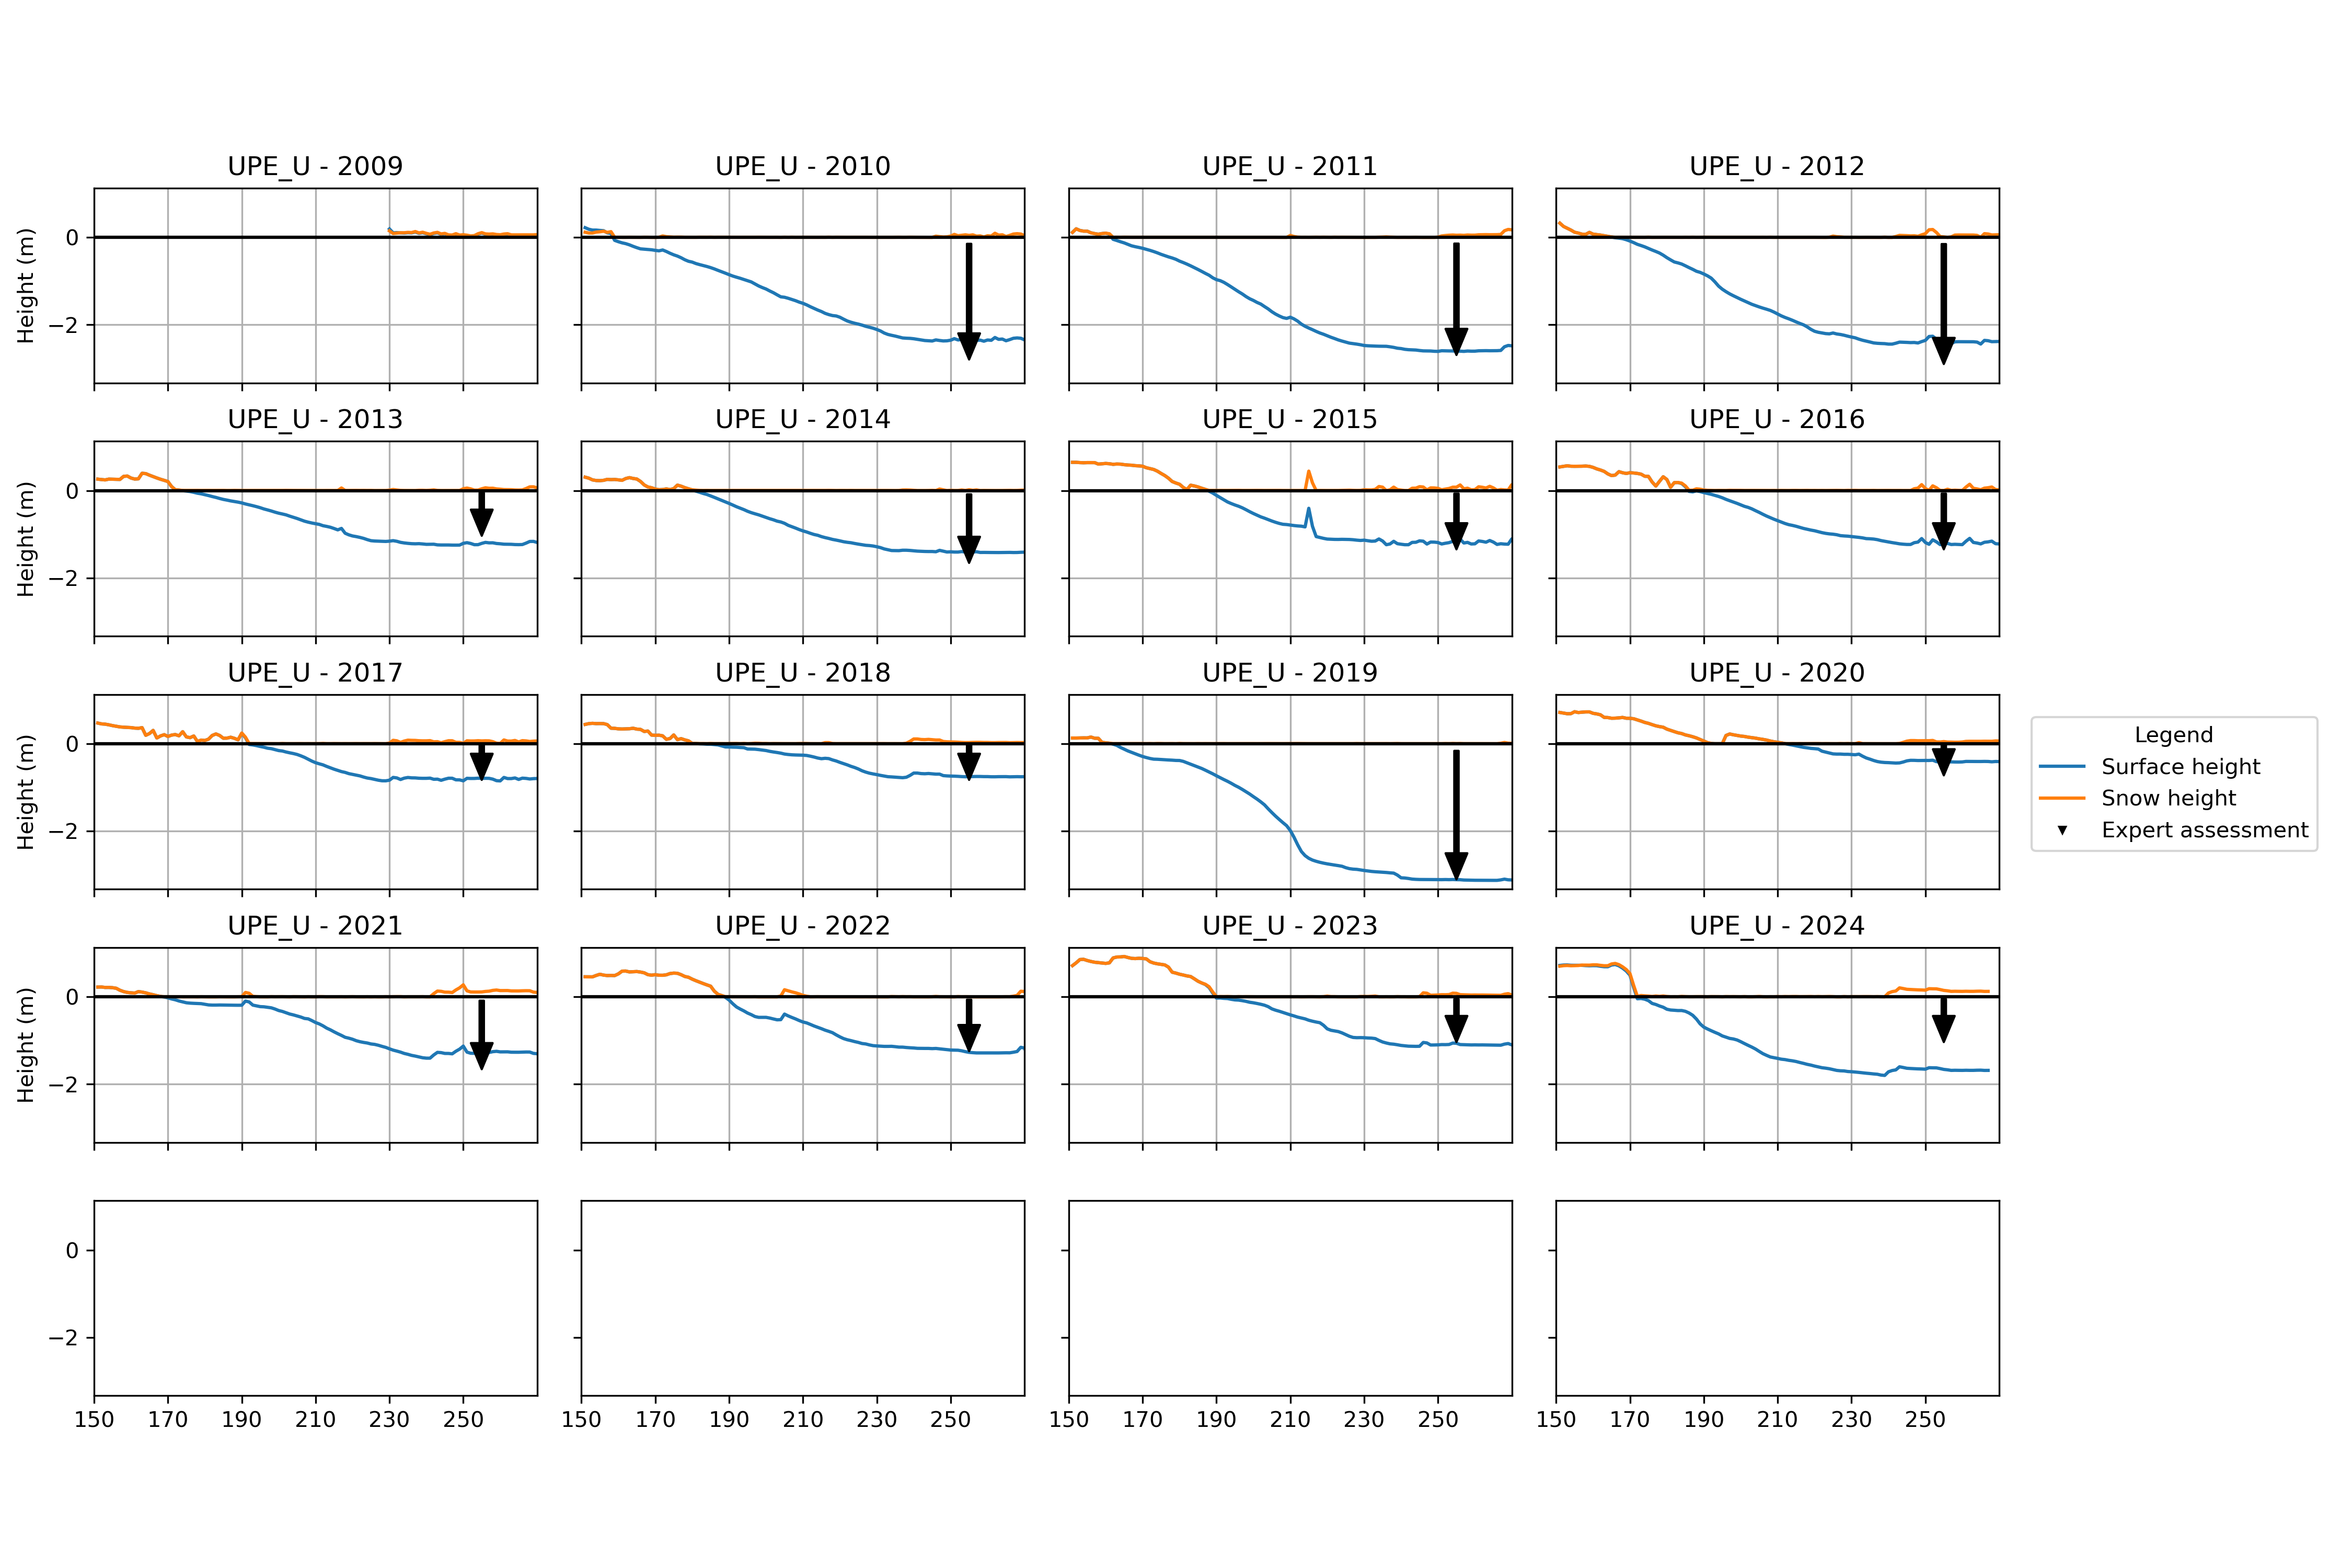 UPE_U - 2009 UPE_U - 2010 UPE_U - 2011 UPE_U - 2012
Height (m)
0
−2
UPE_U - 2013 UPE_U - 2014 UPE_U - 2015 UPE_U - 2016
Height (m)
0
−2
UPE_U - 2017 UPE_U - 2018 UPE_U - 2019 UPE_U - 2020
Height (m)
0
−2
Legend
Surface height
Snow height
Expert assessment
UPE_U - 2021 UPE_U - 2022 UPE_U - 2023 UPE_U - 2024
Height (m)
0
−2
0
−2
150 170 190 210 230 250 150 170 190 210 230 250 150 170 190 210 230 250 150 170 190 210 230 250